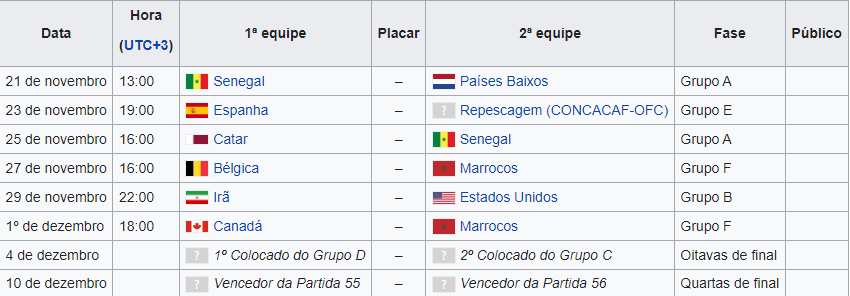 Data Hora (UTC+3) 1ª equipe Placar 2ª equipe Fase Público
21 de novembro 13:00 Senegal – Países Baixos Grupo A
23 de novembro 19:00 Espanha – ? Repescagem (CONCACAF-OFC) Grupo E
25 de novembro 16:00 Catar – Senegal Grupo A
27 de novembro 16:00 Bélgica – Marrocos Grupo F
29 de novembro 22:00 Irã – Estados Unidos Grupo B
1º de dezembro 18:00 Canadá – Marrocos Grupo F
4 de dezembro ? 1º Colocado do Grupo D – ? 2º Colocado do Grupo C Oitavas de final
10 de dezembro ? Vencedor da Partida 55 – ? Vencedor da Partida 56 Quartas de final